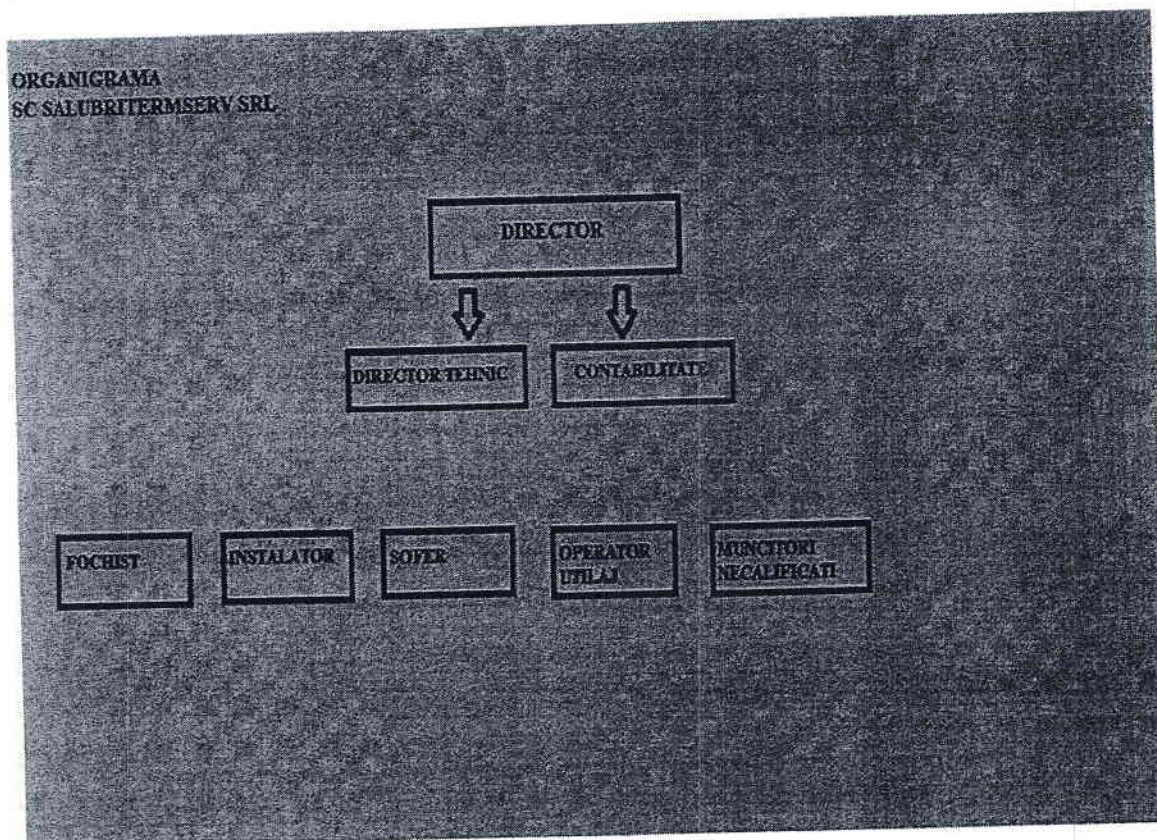 ORGANIGRAMA
SC SALUBRITERMSERV SRL
DIRECTOR
DIRECTOR TEHNIC
CONTABILITATE
FOCHIST
INSTALATOR
SOFER
OPERATOR
UTILAJ
MUNCITORI
NECALIFICATI